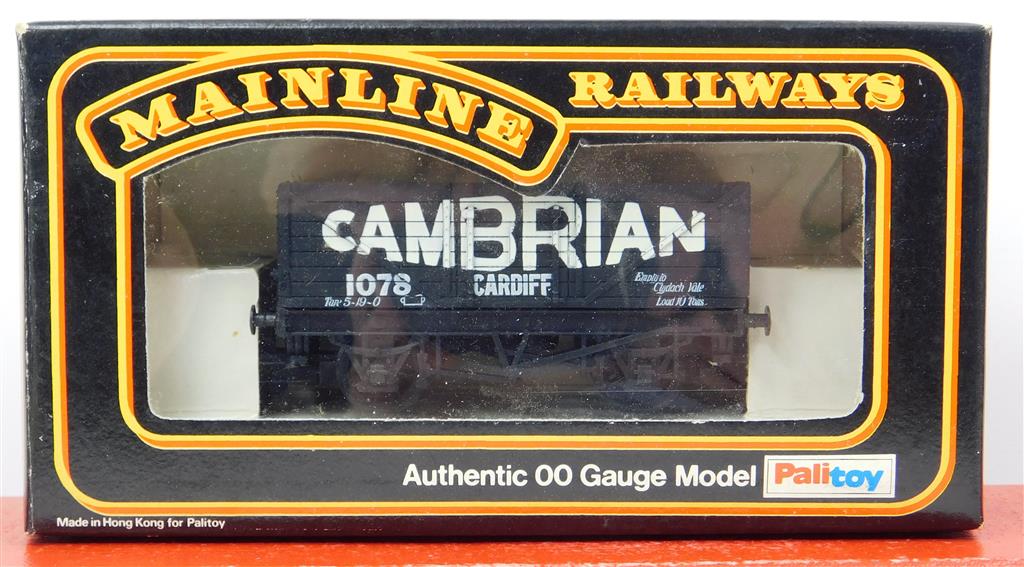 MAINLINE RAILWAYS
CAMBRIAN
1078 CARDIFF
Tare 5-19-0
Empty to
Clydach Vale
Load 10 Tons
Authentic 00 Gauge Model Palitoy
Made in Hong Kong for Palitoy